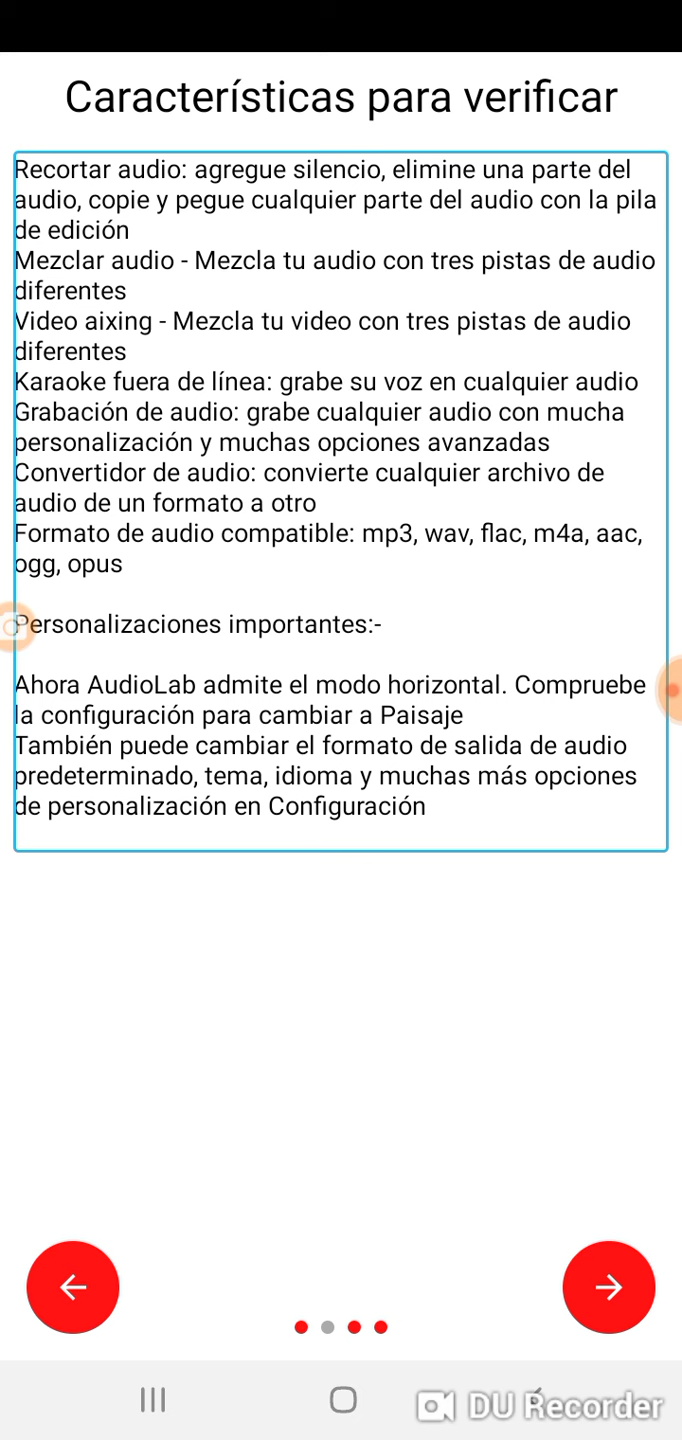 Características para verificar
Recortar audio: agregue silencio, elimine una parte del
audio, copie y pegue cualquier parte del audio con la pila
de edición
Mezclar audio - Mezcla tu audio con tres pistas de audio
diferentes
Video aixing - Mezcla tu video con tres pistas de audio
diferentes
Karaoke fuera de línea: grabe su voz en cualquier audio
Grabación de audio: grabe cualquier audio con mucha
personalización y muchas opciones avanzadas
Convertidor de audio: convierte cualquier archivo de
audio de un formato a otro
Formato de audio compatible: mp3, wav, flac, m4a, aac,
ogg, opus
Personalizaciones importantes:-
Ahora AudioLab admite el modo horizontal. Compruebe
la configuración para cambiar a Paisaje
También puede cambiar el formato de salida de audio
predeterminado, tema, idioma y muchas más opciones
de personalización en Configuración
DU Recorder